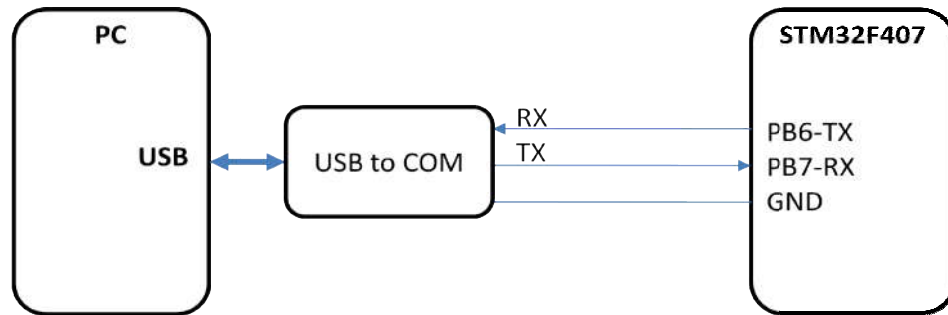 PC
STM32F407
USB
USB to COM
RX
TX
PB6-TX
PB7-RX
GND